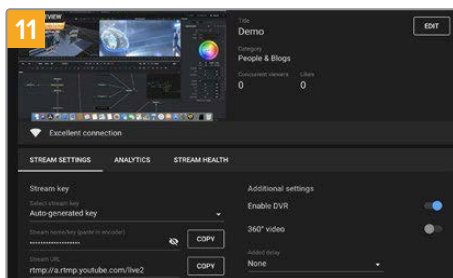 11
REVIEW
Title
Demo
EDIT
Category
People & Blogs
Concurrent viewers Likes
0 0
Excellent connection
STREAM SETTINGS ANALYTICS STREAM HEALTH
Stream key
Additional settings
Select stream key
Auto-generated key
Enable DVR
Stream name/key (paste in encoder)
COPY
360° video
Stream URL
rtmp://a.rtmp.youtube.com/live2
COPY
Added delay
None